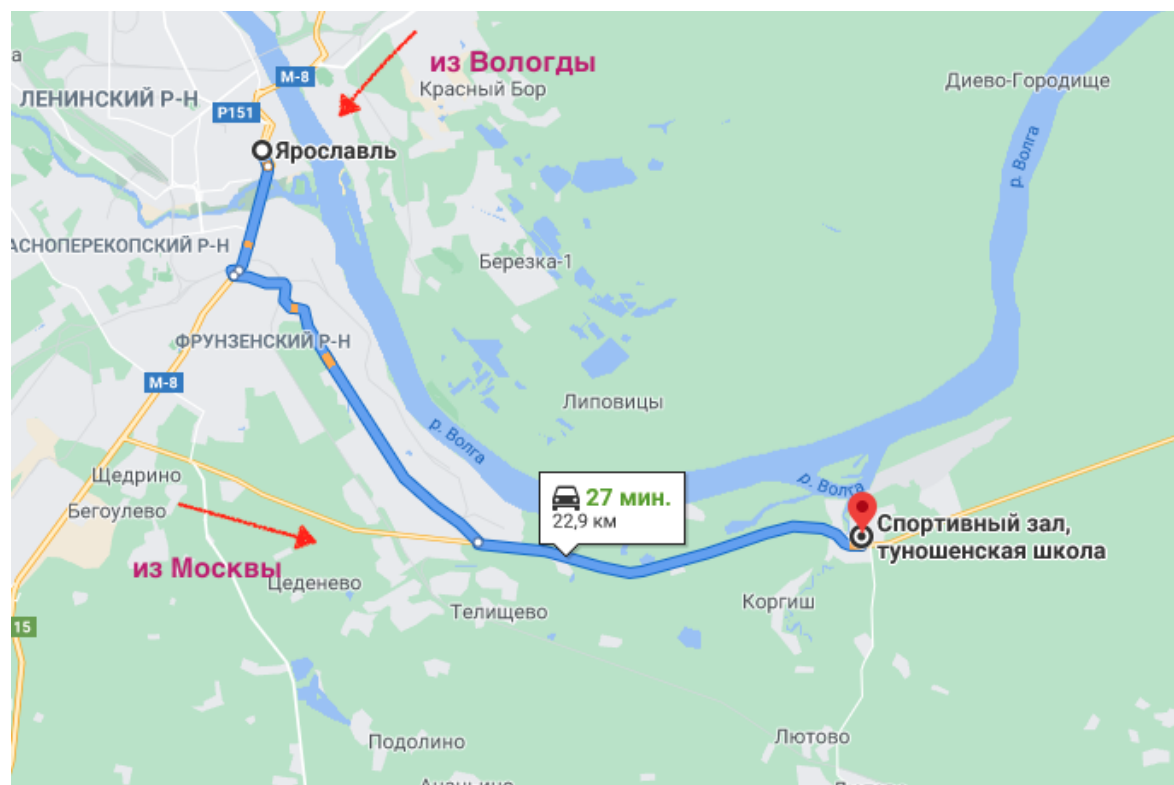 а
из Вологды
М-8
Красный Бор
Диево-Городище
ЛЕНИНСКИЙ Р-Н
Р151
Ярославль
р. Волга
АСНОПЕРЕКОПСКИЙ Р-Н
Березка-1
ФРУНЗЕНСКИЙ Р-Н
М-8
Липовицы
р. Волга
Щедрино
р. Волга
27 мин.
22,9 км
Бегоулево
Спортивный зал,
туношенская школа
из Москвы
Цеденево
Телищево
Коргиш
15
Подолино
Лютово